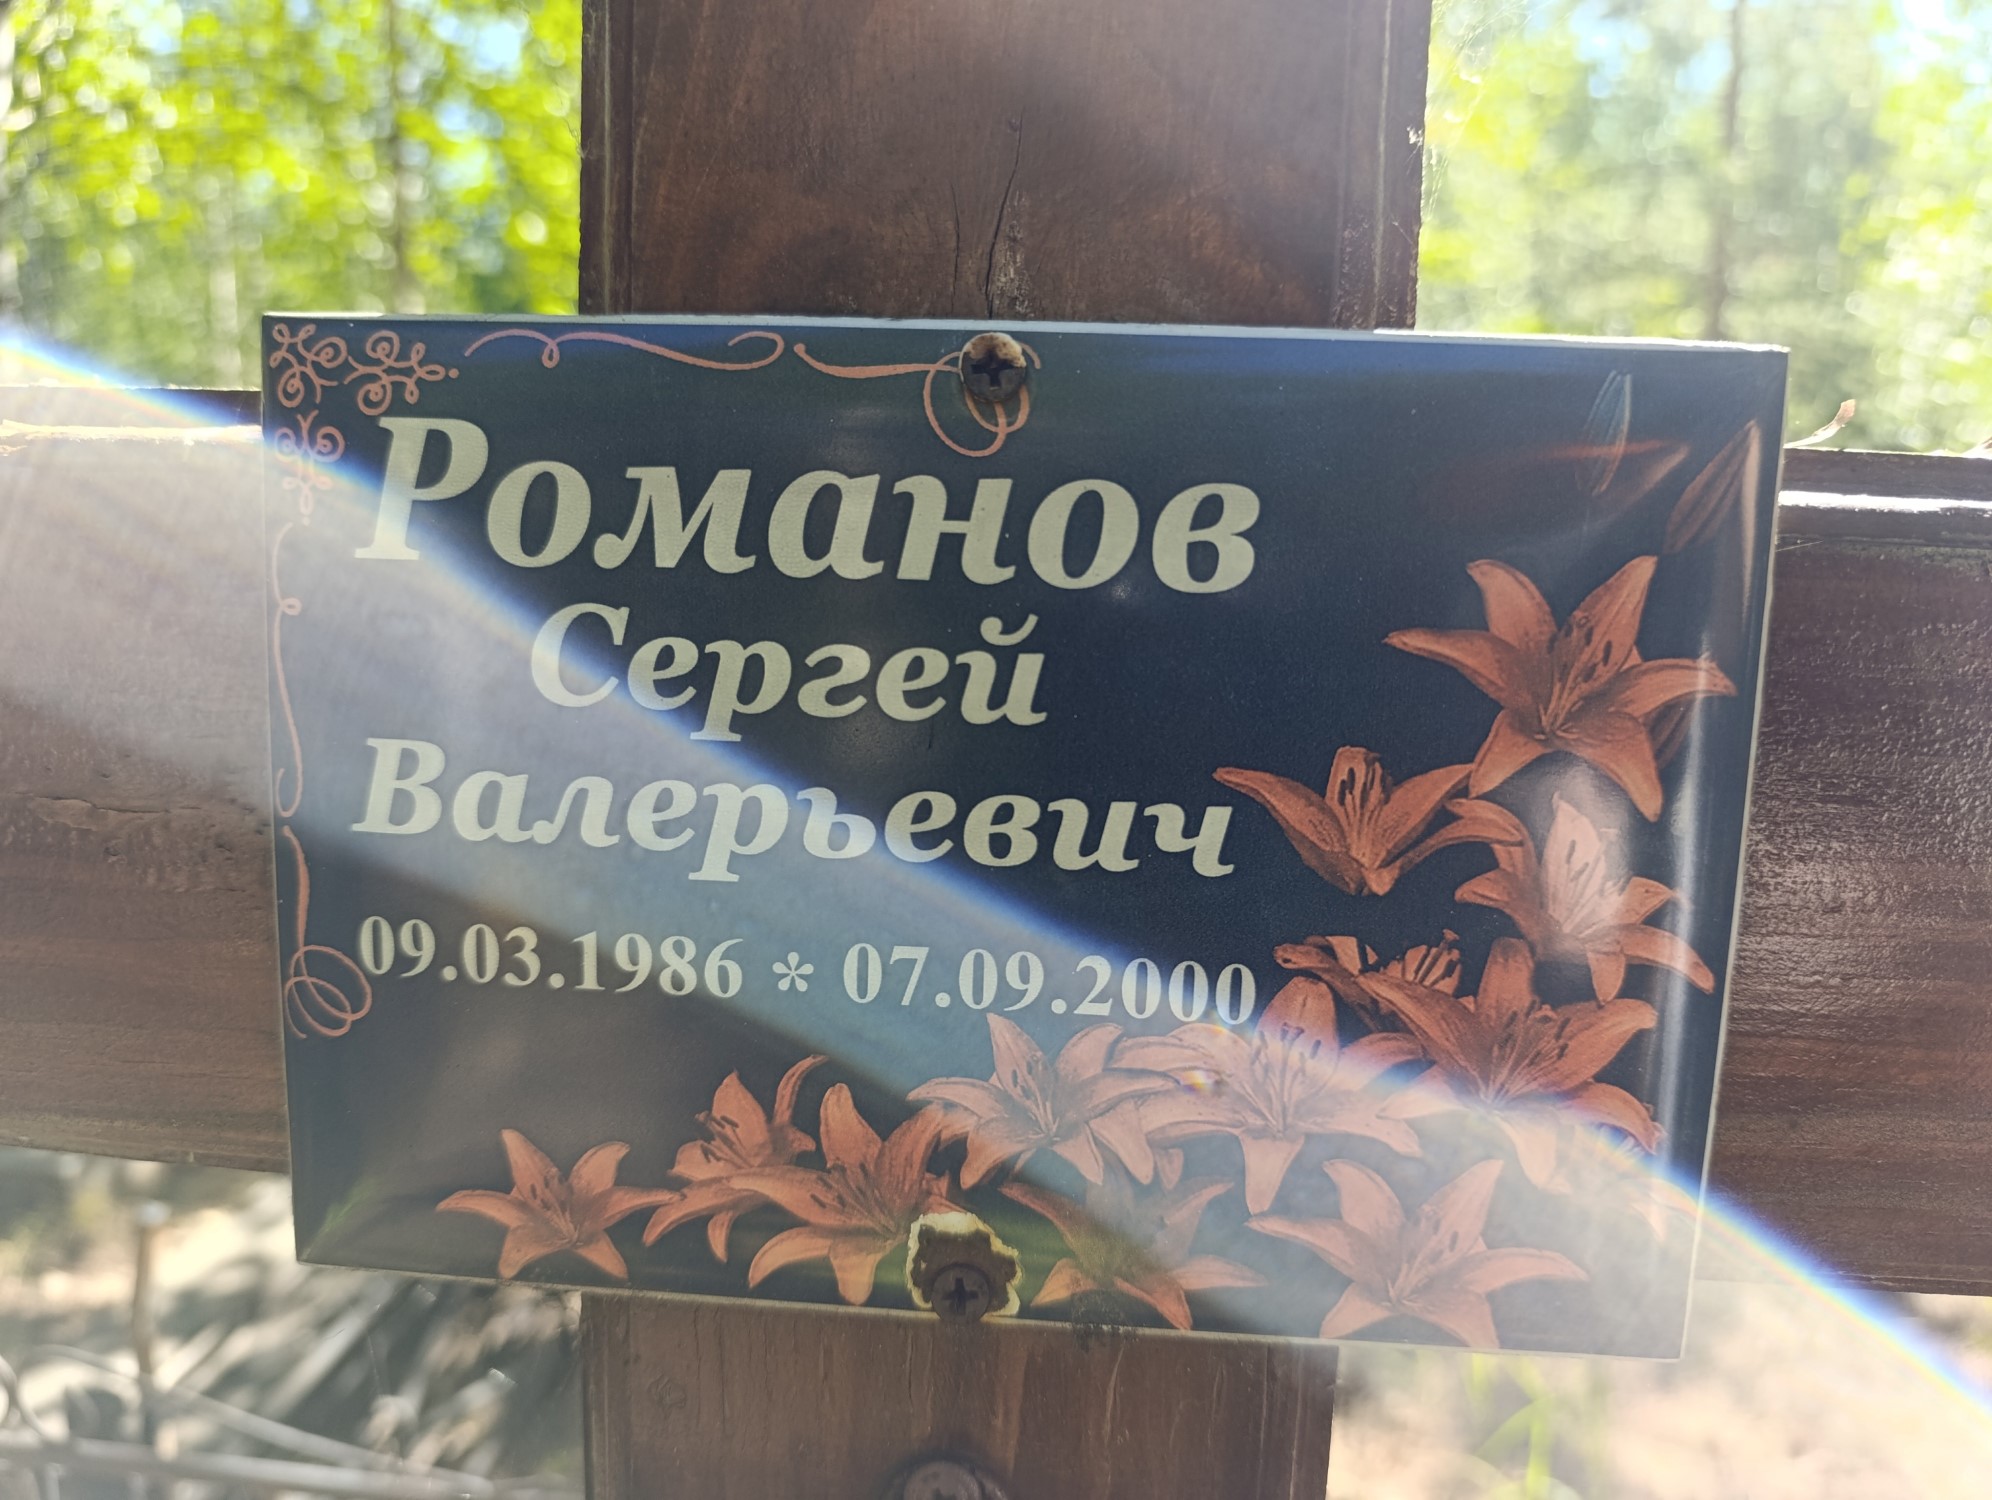 Романов
Сергей
Валерьевич
09.03.1986 * 07.09.2000